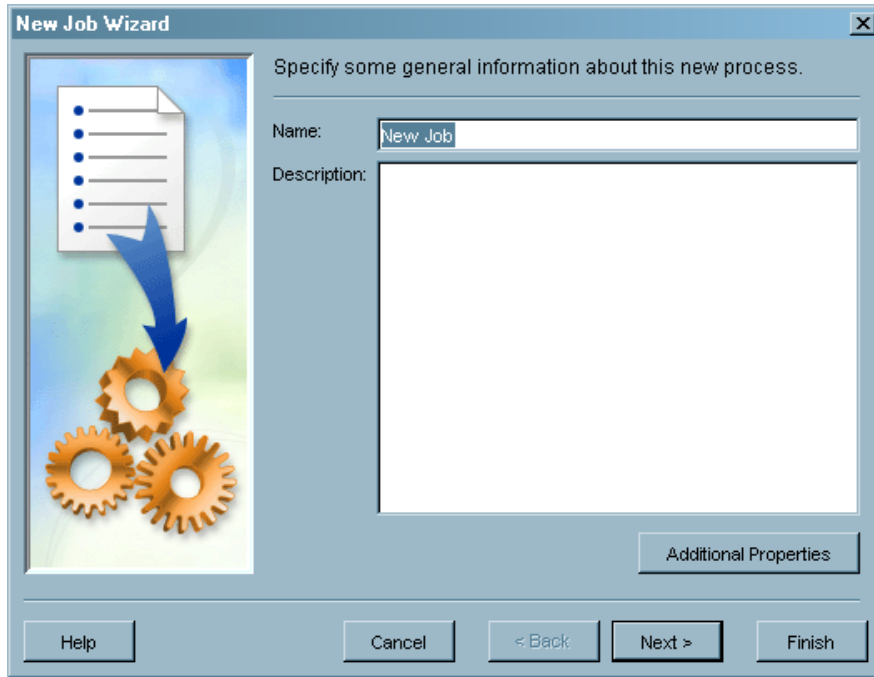 New Job Wizard
Specify some general information about this new process.
Name:
New Job
Description:
Additional Properties
Help
Cancel
< Back
Next >
Finish